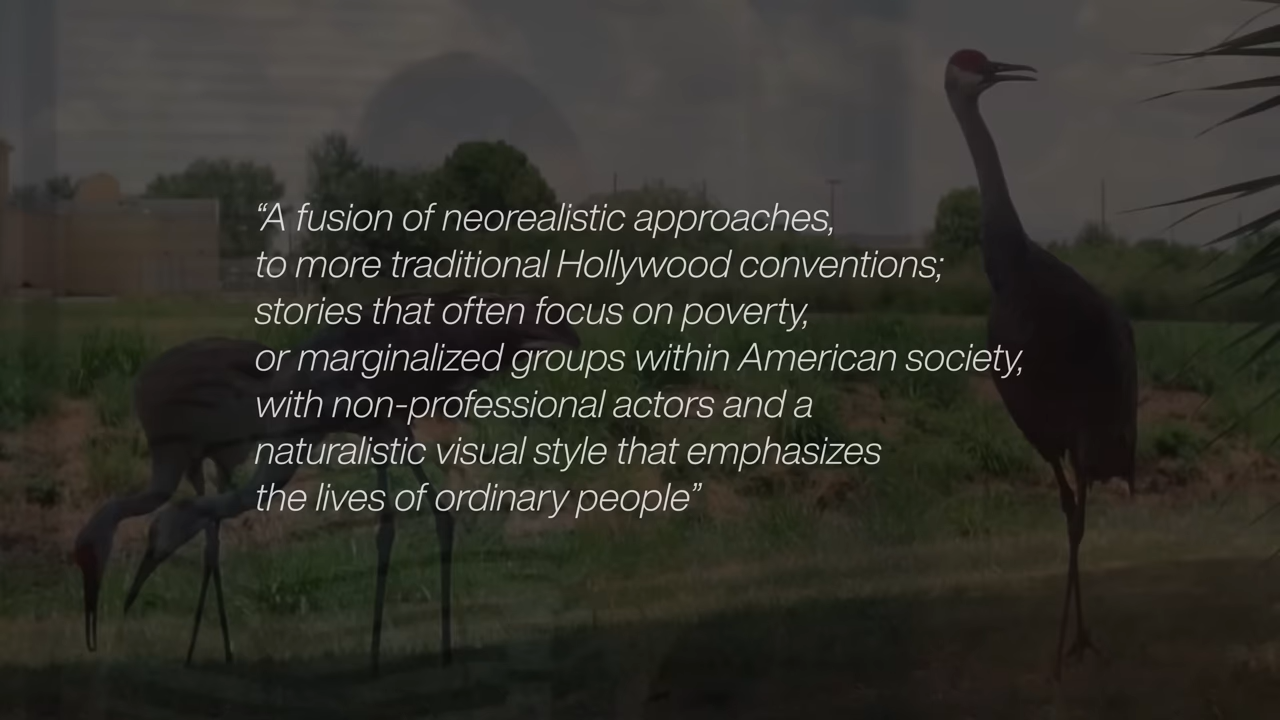 “A fusion of neorealistic approaches,
to more traditional Hollywood conventions;
stories that often focus on poverty,
or marginalized groups within American society,
with non-professional actors and a
naturalistic visual style that emphasizes
the lives of ordinary people”